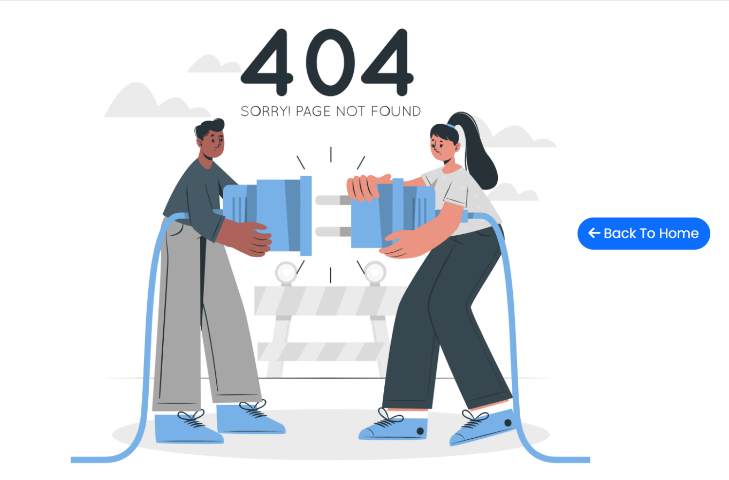 404
SORRY! PAGE NOT FOUND
Back To Home